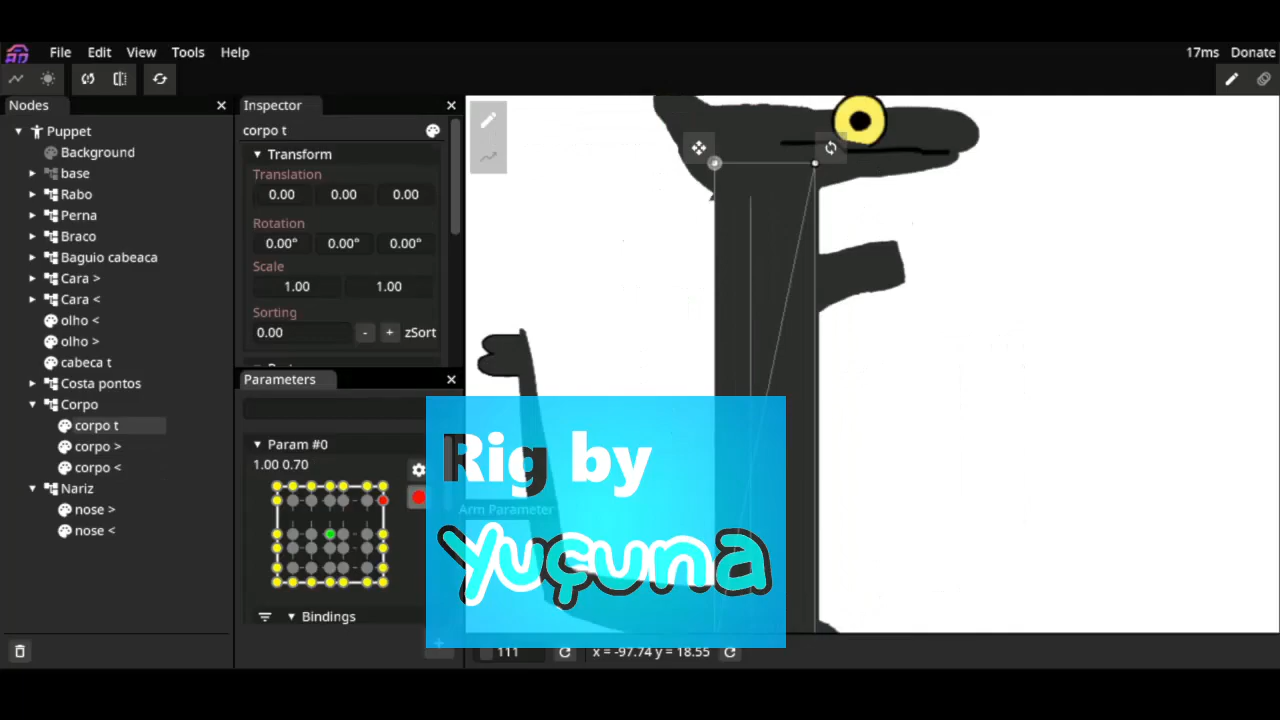 File Edit View Tools Help
17ms Donate
Nodes
Inspector
corpo t
Puppet
Transform
Background
Translation
base
0.00 0.00 0.00
Rabo
Perna
Rotation
Braco
0.00° 0.00° 0.00°
Baguio cabeaca
Scale
Cara >
1.00 1.00
Cara <
Sorting
olho <
0.00 - + zSort
olho >
cabeca t
Parameters
Costa pontos
Corpo
corpo t
corpo >
corpo <
Param #0
1.00 0.70
Nariz
nose >
nose <
Arm Parameter
Bindings
Rig by
Yuçuna
111 x = -97.74 y = 18.55